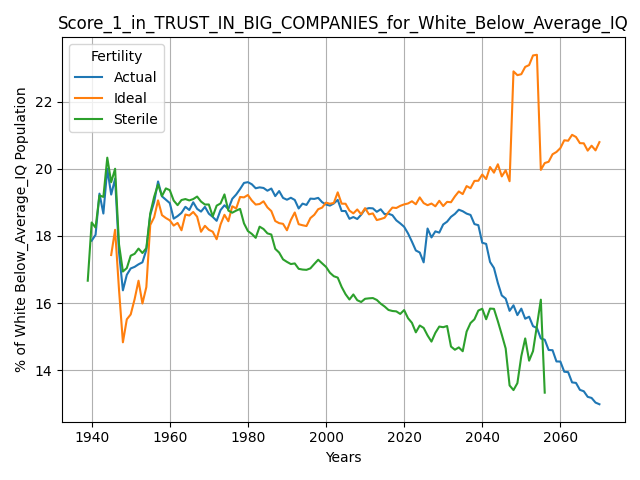 Score_1_in_TRUST_IN_BIG_COMPANIES_for_White_Below_Average_IQ
Fertility
Actual
Ideal
Sterile
% of White Below_Average_IQ Population
22
20
18
16
14
1940
1960
1980
2000
2020
2040
2060
Years